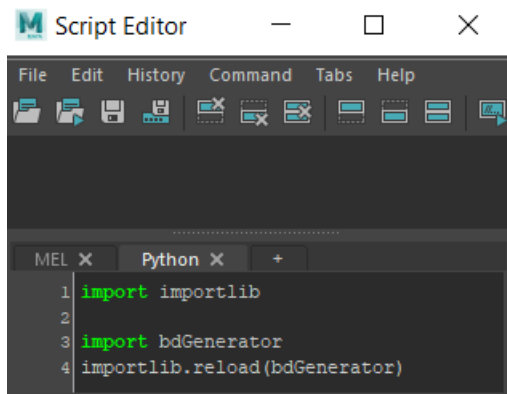 Script Editor
File Edit History Command Tabs Help
MEL Python +
1 import importlib
2
3 import bdGenerator
4 importlib.reload(bdGenerator)